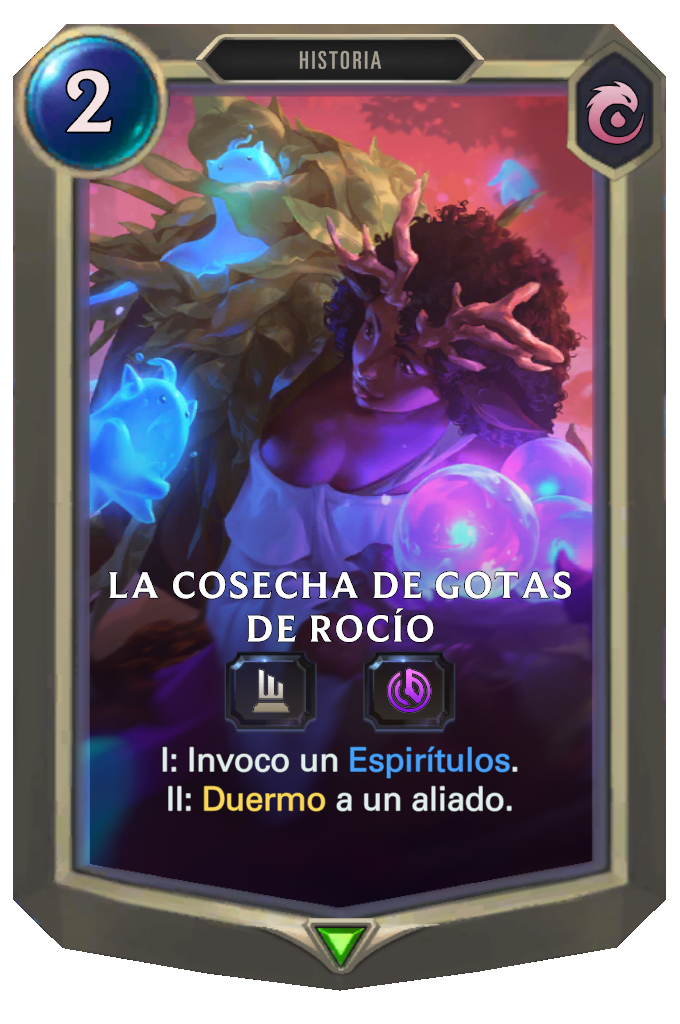 HISTORIA
2
LA COSECHA DE GOTAS
DE ROCÍO
I: Invoco un Espirítulos.
II: Duermo a un aliado.